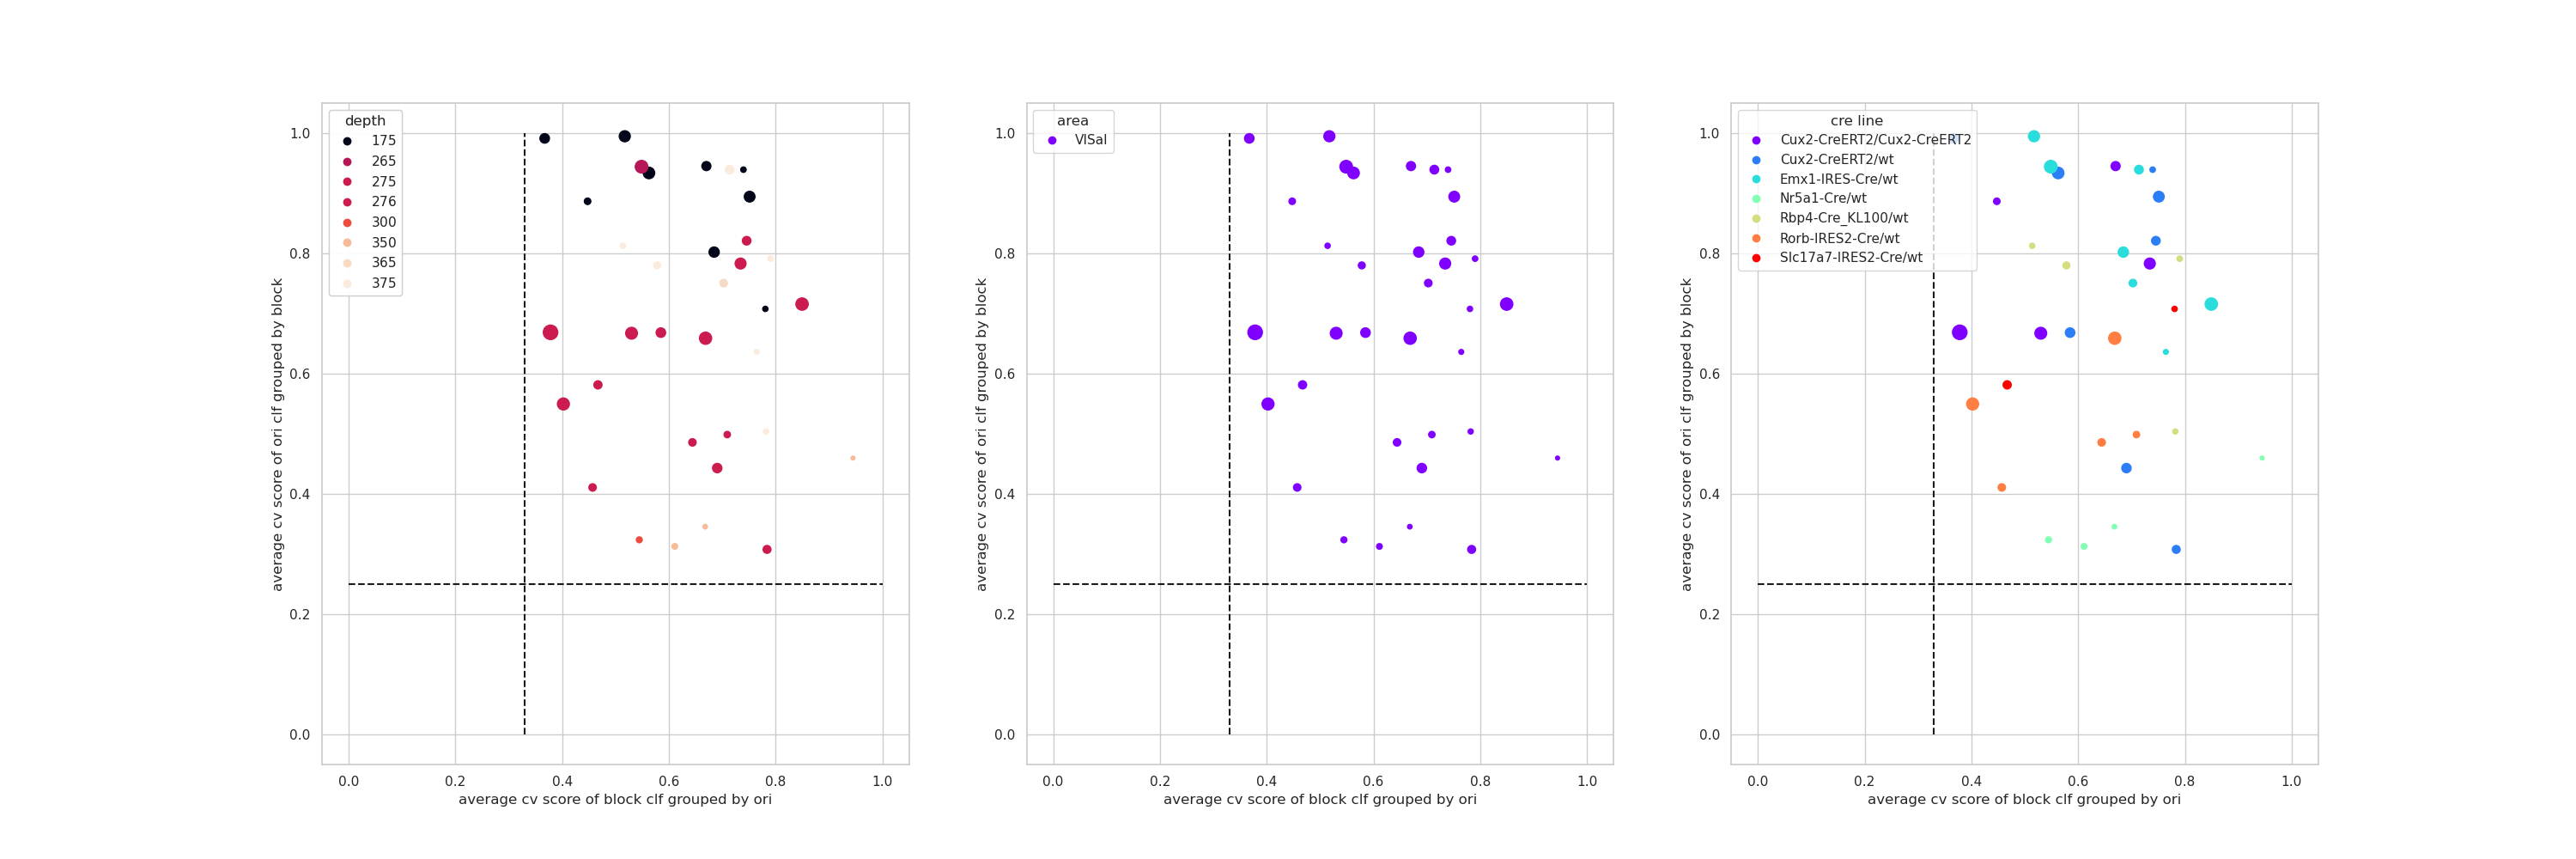 depth
175
265
275
276
300
350
365
375
1.0
0.8
0.6
0.4
0.2
0.0
0.0 0.2 0.4 0.6 0.8 1.0
average cv score of block clf grouped by ori
average cv score of ori clf grouped by block
area
VISal
1.0
0.8
0.6
0.4
0.2
0.0
0.0 0.2 0.4 0.6 0.8 1.0
average cv score of block clf grouped by ori
average cv score of ori clf grouped by block
cre line
Cux2-CreERT2/Cux2-CreERT2
Cux2-CreERT2/wt
Emx1-IRES-Cre/wt
Nr5a1-Cre/wt
Rbp4-Cre_KL100/wt
Rorb-IRES2-Cre/wt
Slc17a7-IRES2-Cre/wt
1.0
0.8
0.6
0.4
0.2
0.0
0.0 0.2 0.4 0.6 0.8 1.0
average cv score of block clf grouped by ori
average cv score of ori clf grouped by block